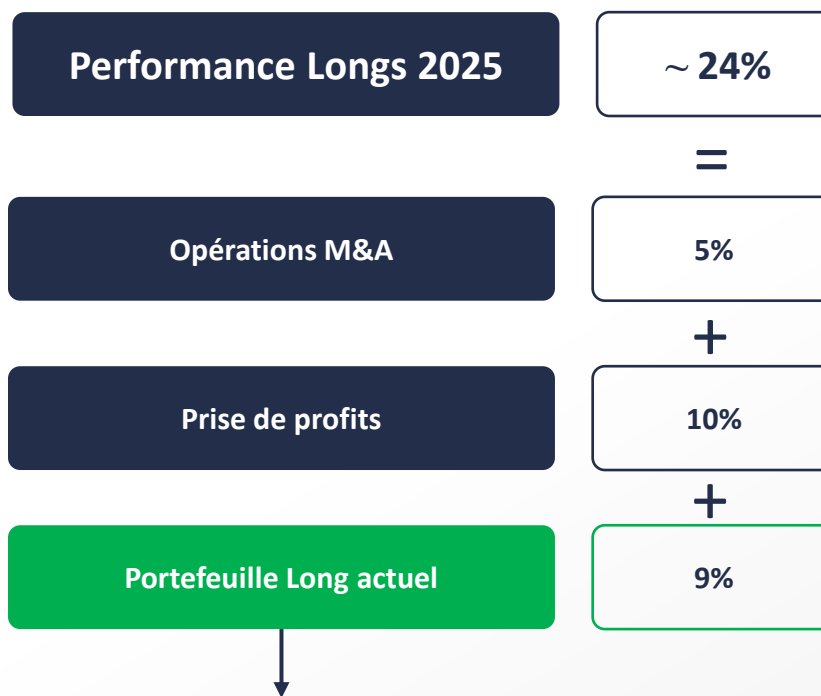 Performance Longs 2025
~ 24%
=
Opérations M&A
5%
+
Prise de profits
10%
+
Portefeuille Long actuel
9%